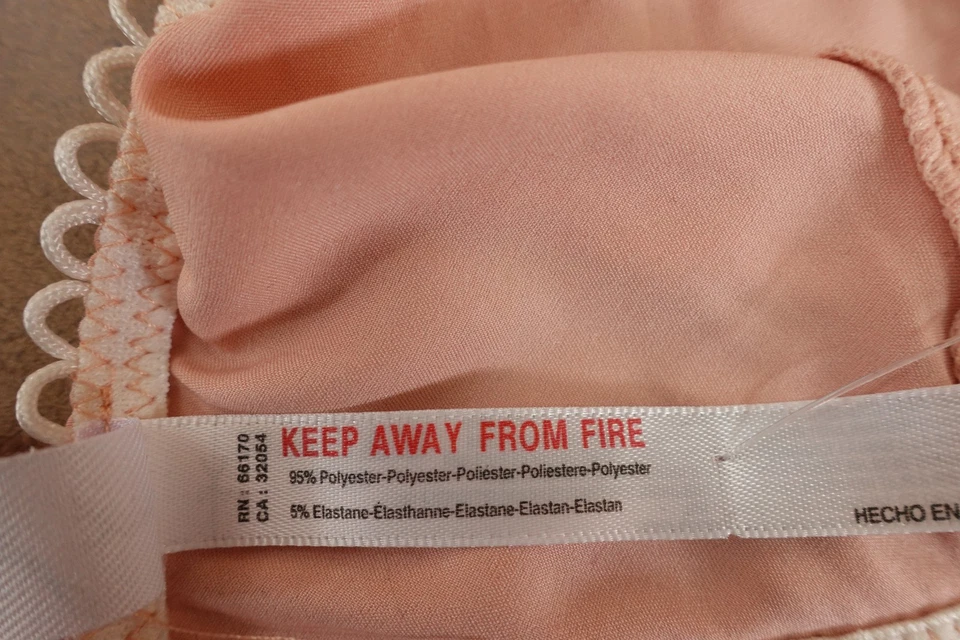 RN: 66170
CA: 32054
KEEP AWAY FROM FIRE
95% Polyester-Polyester-Poliéster-Poliestere-Polyester
5% Elastane-Élasthanne-Elastane-Elastan-Elastan
HECHO EN